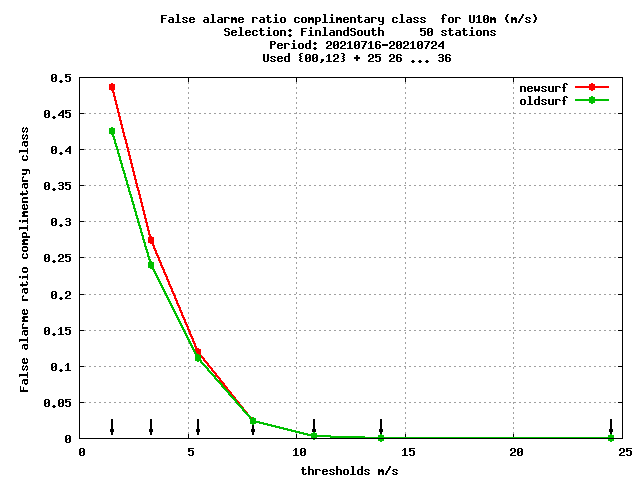 False alarme ratio complimentary class  for U10m (m/s)
Selection: FinlandSouth     50 stations
Period: 20210716-20210724
Used {00,12} + 25 26 ... 36
newsurf
oldsurf
False alarme ratio complimentary class
0.5
0.45
0.4
0.35
0.3
0.25
0.2
0.15
0.1
0.05
0
0 5 10 15 20 25
thresholds m/s